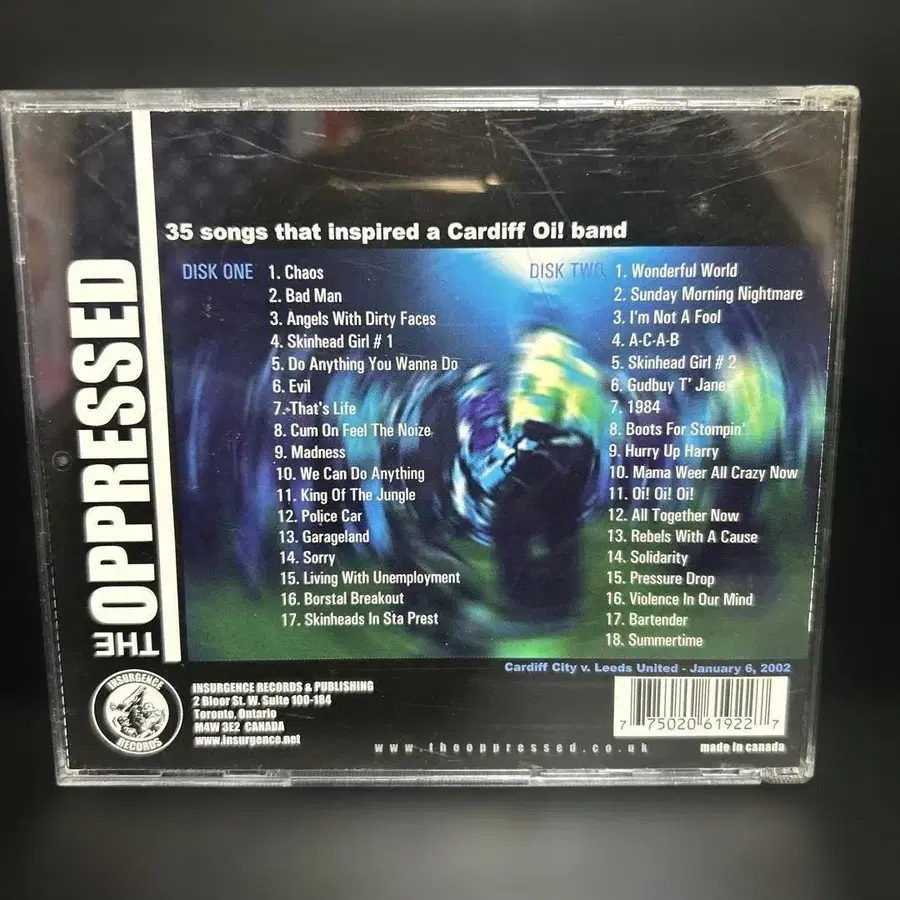 THE OPPRESSED
35 songs that inspired a Cardiff Oi! band
DISK ONE
1. Chaos
2. Bad Man
3. Angels With Dirty Faces
4. Skinhead Girl # 1
5. Do Anything You Wanna Do
6. Evil
7. That's Life
8. Cum On Feel The Noize
9. Madness
10. We Can Do Anything
11. King Of The Jungle
12. Police Car
13. Garageland
14. Sorry
15. Living With Unemployment
16. Borstal Breakout
17. Skinheads In Sta Prest
DISK TWO
1. Wonderful World
2. Sunday Morning Nightmare
3. I'm Not A Fool
4. A-C-A-B
5. Skinhead Girl # 2
6. Gudbuy T' Jane
7. 1984
8. Boots For Stompin'
9. Hurry Up Harry
10. Mama Weer All Crazy Now
11. Oi! Oi! Oi!
12. All Together Now
13. Rebels With A Cause
14. Solidarity
15. Pressure Drop
16. Violence In Our Mind
17. Bartender
18. Summertime
Cardiff City v. Leeds United - January 6, 2002
INSURGENCE RECORDS
INSURGENCE RECORDS & PUBLISHING
2 Bloor St. W. Suite 100-184
Toronto, Ontario
M4W 3E2 CANADA
www.insurgence.net
www.theoppressed.co.uk
7 75020 61922 7
made in canada